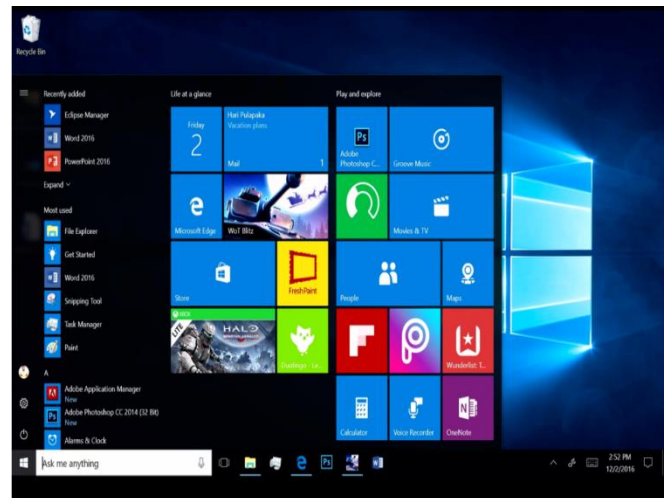 Recycle Bin
Recently added
Eclipse Manager
Word 2016
PowerPoint 2016
Expand
Most used
File Explorer
Get Started
Word 2016
Snipping Tool
Task Manager
Paint
A
Adobe Application Manager
New
Adobe Photoshop CC 2014 (32 Bit)
New
Alarms & Clock
Life at a glance
Friday
2
Hari Pulapaka
Vacation plans
Mail 1
Microsoft Edge
WoT Blitz
Store
FreshPaint
XBOX
LITE
HALO
Duolingo - Le...
Play and explore
Ps
Adobe
Photoshop C...
Groove Music
Movies & TV
People
Maps
Wunderlist: T...
Calculator
Voice Recorder
OneNote
Ask me anything
2:52 PM
12/2/2016